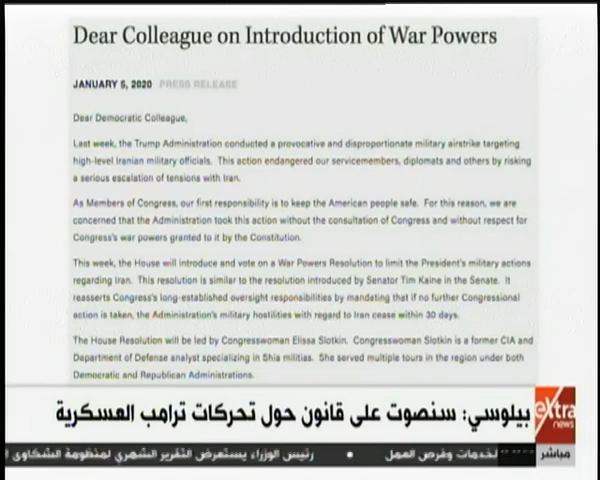 Dear Colleague on Introduction of War Powers
JANUARY 5, 2020 PRESS RELEASE
Dear Democratic Colleague,
Last week, the Trump Administration conducted a provocative and disproportionate military airstrike targeting
high-level Iranian military officials. This action endangered our servicemembers, diplomats and others by risking
a serious escalation of tensions with Iran.
As Members of Congress, our first responsibility is to keep the American people safe. For this reason, we are
concerned that the Administration took this action without the consultation of Congress and without respect for
Congress's war powers granted to it by the Constitution.
This week, the House will introduce and vote on a War Powers Resolution to limit the President's military actions
regarding Iran. This resolution is similar to the resolution introduced by Senator Tim Kaine in the Senate. It
reasserts Congress's long-established oversight responsibilities by mandating that if no further Congressional
action is taken, the Administration's military hostilities with regard to Iran cease within 30 days.
The House Resolution will be led by Congresswoman Elissa Slotkin. Congresswoman Slotkin is a former CIA and
Department of Defense analyst specializing in Shia militias. She served multiple tours in the region under both
Democratic and Republican Administrations.
بيلوسي: سنصوت على قانون حول تحركات ترامب العسكرية
eXtra
news
مباشر
لخدمات وفرص العمل • رئيس الوزراء يستعرض التقرير الشهري لمنظومة الشكاوى ا